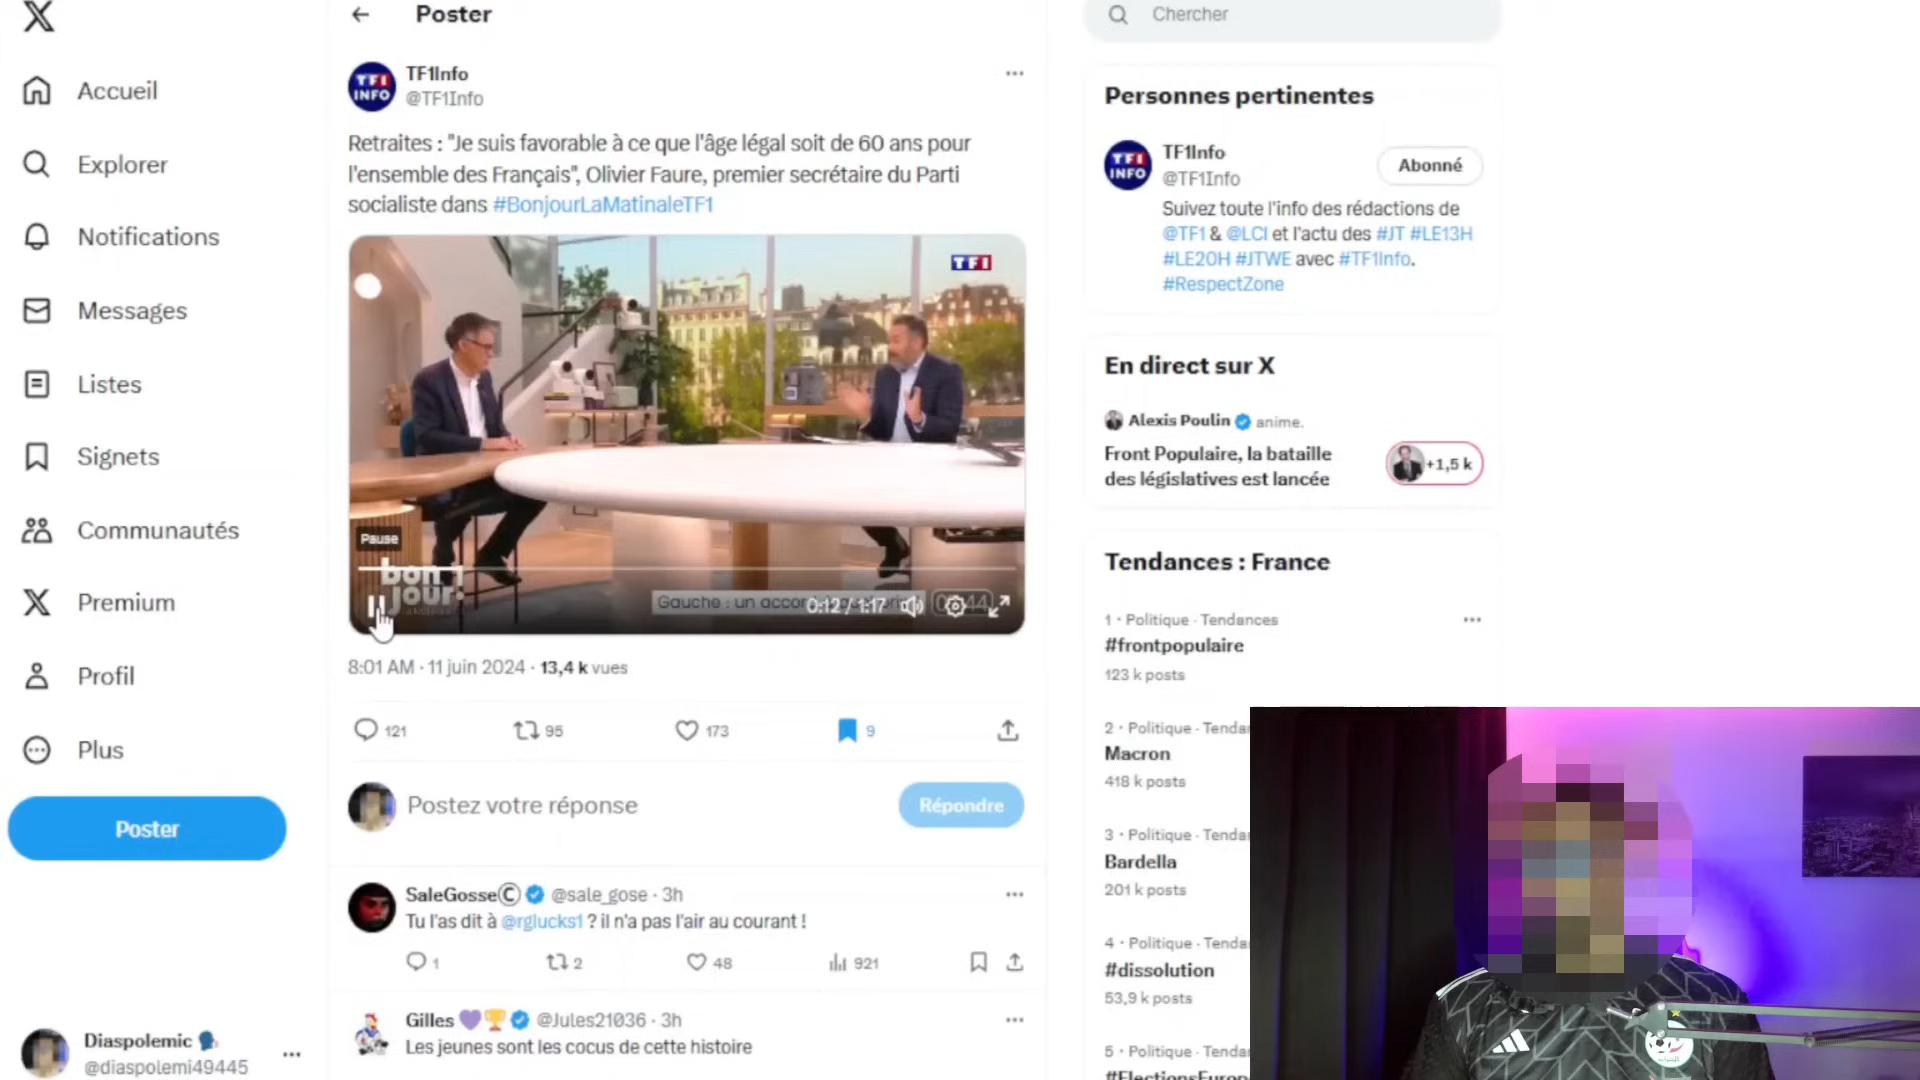 Poster
Chercher
Accueil
Explorer
Notifications
Messages
Listes
Signets
Communautés
Premium
Profil
Plus
Poster
Diaspolemic
@diaspolemi49445
TF1Info
@TF1Info
Retraites : "Je suis favorable à ce que l'âge légal soit de 60 ans pour
l'ensemble des Français", Olivier Faure, premier secrétaire du Parti
socialiste dans #BonjourLaMatinaleTF1
TF1
Pause
bon
jour
Gauche : un accor
0:12 / 1:17
8:01 AM · 11 juin 2024 · 13,4 k vues
121 95 173 9
Postez votre réponse
Répondre
SaleGosse© @sale_gose · 3h
Tu l'as dit à @rglucks1 ? il n'a pas l'air au courant !
1 2 48 921
Gilles @Jules21036 · 3h
Les jeunes sont les cocus de cette histoire
Personnes pertinentes
TF1Info
@TF1Info
Abonné
Suivez toute l'info des rédactions de
@TF1 & @LCI et l'actu des #JT #LE13H
#LE20H #JTWE avec #TF1Info.
#RespectZone
En direct sur X
Alexis Poulin anime.
Front Populaire, la bataille
des législatives est lancée
+1,5 k
Tendances : France
1 · Politique · Tendances
#frontpopulaire
123 k posts
2 · Politique · Tenda
Macron
418 k posts
3 · Politique · Tenda
Bardella
201 k posts
4 · Politique · Tenda
#dissolution
53,9 k posts
5 · Politique · Tenda
#ElectionsEurop